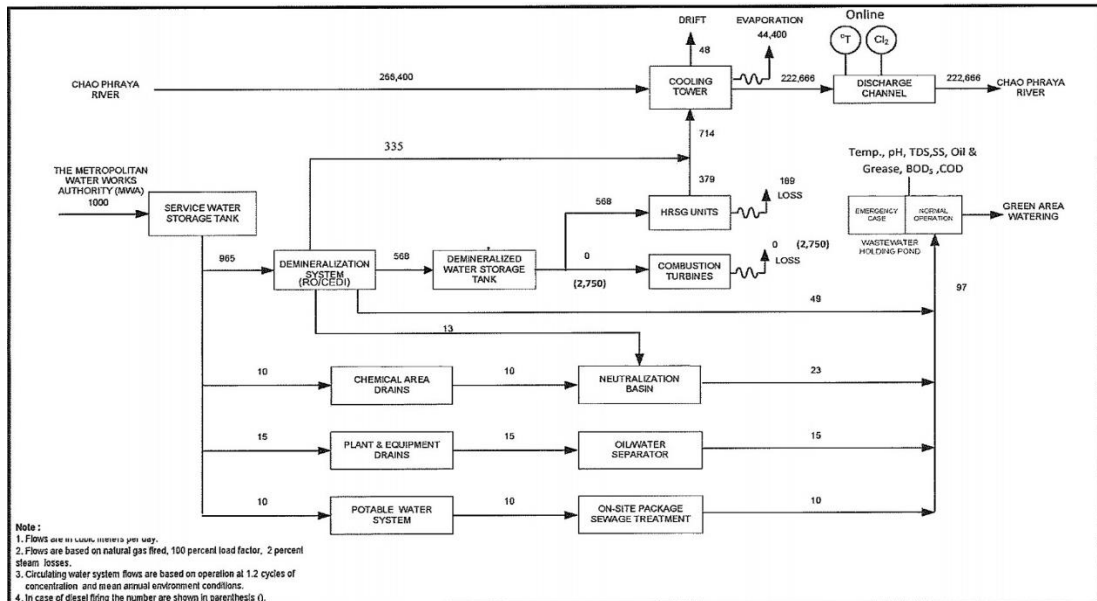 Online
DRIFT
EVAPORATION
44,400
°T
Cl₂
48
CHAO PHRAYA
RIVER
266,400
COOLING
TOWER
222,666
DISCHARGE
CHANNEL
222,666
CHAO PHRAYA
RIVER
714
335
379
THE METROPOLITAN
WATER WORKS
AUTHORITY (MWA)
1000
SERVICE WATER
STORAGE TANK
Temp., pH, TDS,SS, Oil &
Grease, BOD₅ ,COD
568
HRSG UNITS
189
LOSS
EMERGENCY
CASE
NORMAL
OPERATION
GREEN AREA
WATERING
WASTEWATER
HOLDING POND
965
DEMINERALIZATION
SYSTEM
(RO/CEDI)
568
DEMINERALIZED
WATER STORAGE
TANK
0
(2,750)
COMBUSTION
TURBINES
0 (2,750)
LOSS
97
49
13
10
CHEMICAL AREA
DRAINS
10
NEUTRALIZATION
BASIN
23
15
PLANT & EQUIPMENT
DRAINS
15
OIL/WATER
SEPARATOR
15
10
POTABLE WATER
SYSTEM
10
ON-SITE PACKAGE
SEWAGE TREATMENT
10
Note :
1. Flows are in cubic meters per day.
2. Flows are based on natural gas fired, 100 percent load factor, 2 percent
steam losses.
3. Circulating water system flows are based on operation at 1.2 cycles of
concentration and mean annual environment conditions.
4. In case of diesel firing the number are shown in parenthesis ().